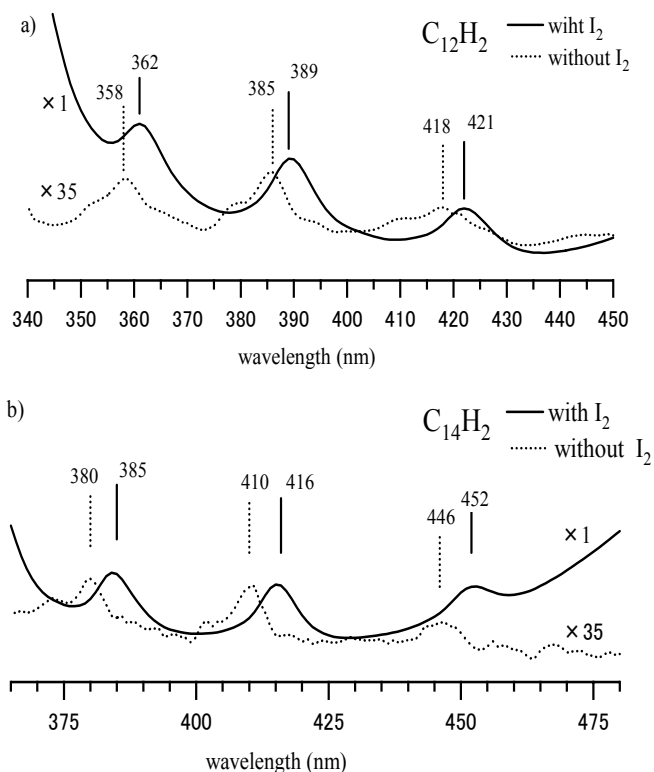 a)
C₁₂H₂
wiht I₂
without I₂
362
358
389
385
418
421
×1
×35
340 350 360 370 380 390 400 410 420 430 440 450
wavelength (nm)
b)
C₁₄H₂
with I₂
without I₂
380
385
410
416
446
452
×1
×35
375 400 425 450 475
wavelength (nm)